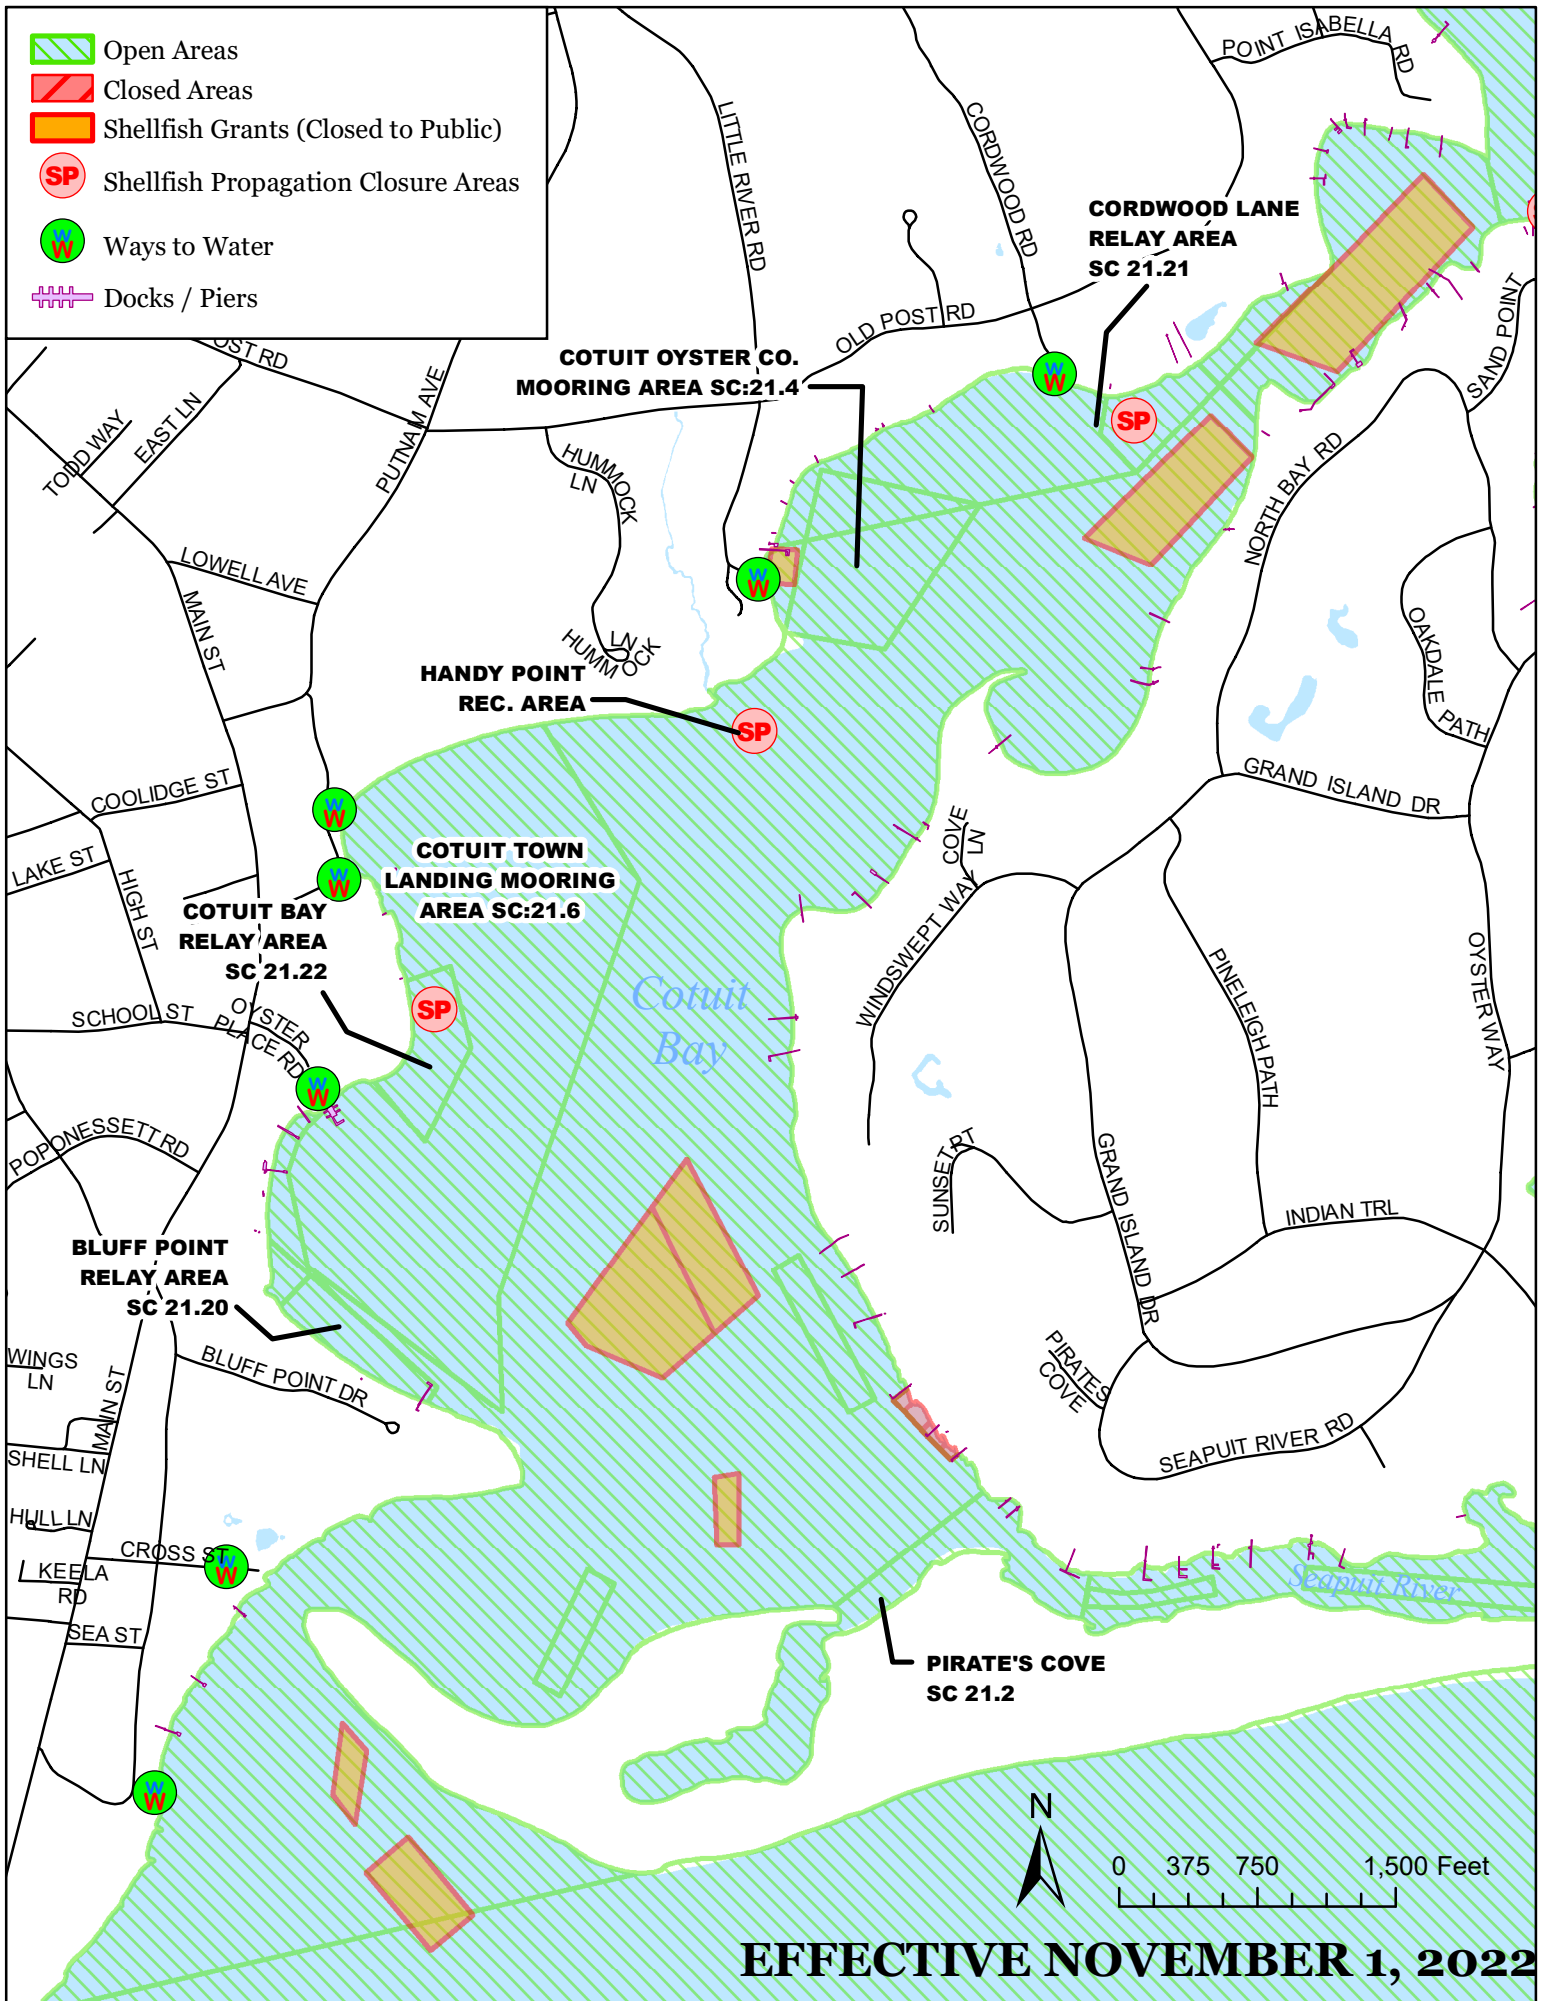 Open Areas
Closed Areas
Shellfish Grants (Closed to Public)
SP
Shellfish Propagation Closure Areas
W
W
Ways to Water
Docks / Piers
POINT ISABELLA
RD
LITTLE RIVER RD
CORDWOOD RD
CORDWOOD LANE
RELAY AREA
SC 21.21
SAND POINT
OST RD
OLD POST RD
COTUIT OYSTER CO.
MOORING AREA SC:21.4
W
W
SP
TODD WAY
EAST LN
PUTNAM AVE
HUMMOCK
LN
NORTH BAY RD
LOWELL AVE
MAIN ST
W
W
LN
HUMMOCK
OAKDALE PATH
HANDY POINT
REC. AREA
SP
COOLIDGE ST
W
W
GRAND ISLAND DR
LAKE ST
HIGH ST
W
W
COTUIT TOWN
LANDING MOORING
AREA SC:21.6
COVE
LN
WINDSWEPT WAY
COTUIT BAY
RELAY AREA
SC 21.22
SP
Cotuit
Bay
PINELEIGH PATH
OYSTER WAY
SCHOOL ST
OYSTER
PLACE RD
W
W
POPONESSETT RD
SUNSET PT
GRAND ISLAND DR
INDIAN TRL
BLUFF POINT
RELAY AREA
SC 21.20
WINGS
LN
BLUFF POINT DR
MAIN ST
PIRATES
COVE
SHELL LN
SEAPUIT RIVER RD
HULL LN
CROSS ST
W
W
KEELA
RD
Seapuit River
SEA ST
PIRATE'S COVE
SC 21.2
W
W
N
0 375 750 1,500 Feet
EFFECTIVE NOVEMBER 1, 2022